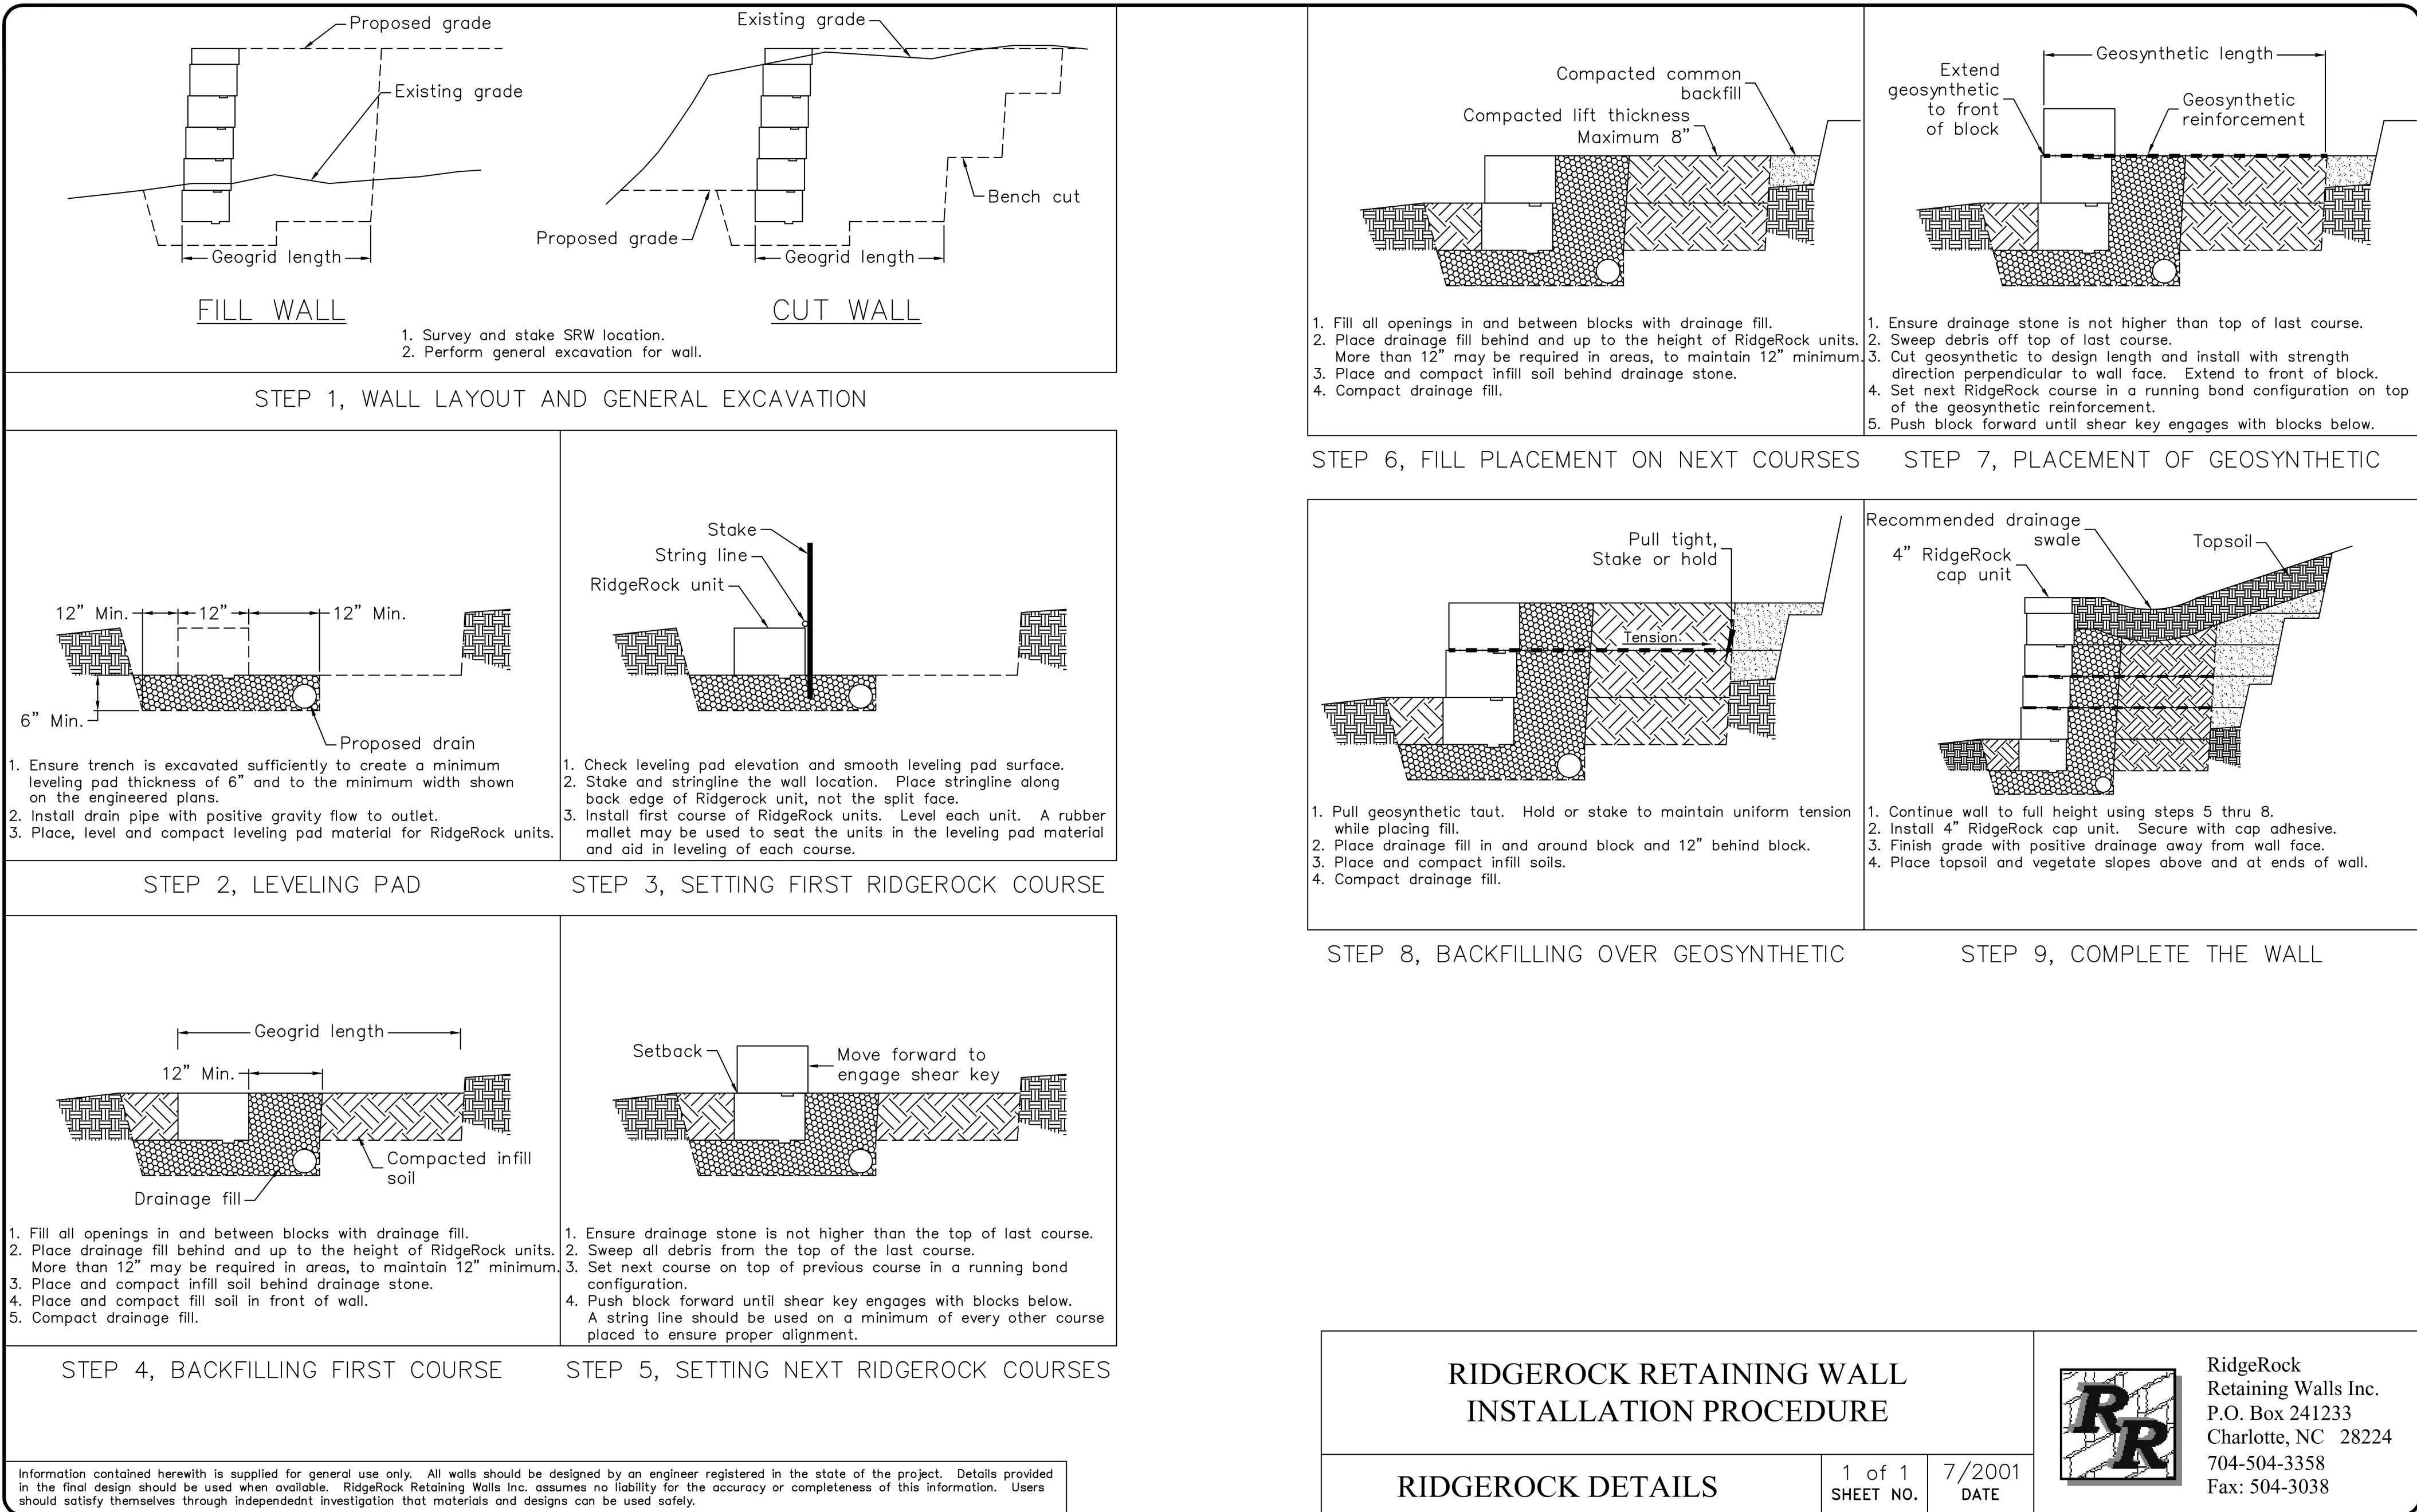 Proposed grade
Existing grade
Geogrid length
FILL WALL
Existing grade
Bench cut
Proposed grade
Geogrid length
CUT WALL
1. Survey and stake SRW location.
2. Perform general excavation for wall.
STEP 1, WALL LAYOUT AND GENERAL EXCAVATION
12" Min.
12"
12" Min.
6" Min.
Proposed drain
1. Ensure trench is excavated sufficiently to create a minimum
leveling pad thickness of 6" and to the minimum width shown
on the engineered plans.
2. Install drain pipe with positive gravity flow to outlet.
3. Place, level and compact leveling pad material for RidgeRock units.
STEP 2, LEVELING PAD
Stake
String line
RidgeRock unit
1. Check leveling pad elevation and smooth leveling pad surface.
2. Stake and stringline the wall location. Place stringline along
back edge of Ridgerock unit, not the split face.
3. Install first course of RidgeRock units. Level each unit. A rubber
mallet may be used to seat the units in the leveling pad material
and aid in leveling of each course.
STEP 3, SETTING FIRST RIDGEROCK COURSE
Geogrid length
12" Min.
Compacted infill
soil
Drainage fill
1. Fill all openings in and between blocks with drainage fill.
2. Place drainage fill behind and up to the height of RidgeRock units.
More than 12" may be required in areas, to maintain 12" minimum.
3. Place and compact infill soil behind drainage stone.
4. Place and compact fill soil in front of wall.
5. Compact drainage fill.
STEP 4, BACKFILLING FIRST COURSE
Setback
Move forward to
engage shear key
1. Ensure drainage stone is not higher than the top of last course.
2. Sweep all debris from the top of the last course.
3. Set next course on top of previous course in a running bond
configuration.
4. Push block forward until shear key engages with blocks below.
A string line should be used on a minimum of every other course
placed to ensure proper alignment.
STEP 5, SETTING NEXT RIDGEROCK COURSES
Information contained herewith is supplied for general use only. All walls should be designed by an engineer registered in the state of the project. Details provided
in the final design should be used when available. RidgeRock Retaining Walls Inc. assumes no liability for the accuracy or completeness of this information. Users
should satisfy themselves through independednt investigation that materials and designs can be used safely.
Compacted common
backfill
Compacted lift thickness
Maximum 8"
1. Fill all openings in and between blocks with drainage fill.
2. Place drainage fill behind and up to the height of RidgeRock units.
More than 12" may be required in areas, to maintain 12" minimum.
3. Place and compact infill soil behind drainage stone.
4. Compact drainage fill.
STEP 6, FILL PLACEMENT ON NEXT COURSES
Geosynthetic length
Extend
geosynthetic
to front
of block
Geosynthetic
reinforcement
1. Ensure drainage stone is not higher than top of last course.
2. Sweep debris off top of last course.
3. Cut geosynthetic to design length and install with strength
direction perpendicular to wall face. Extend to front of block.
4. Set next RidgeRock course in a running bond configuration on top
of the geosynthetic reinforcement.
5. Push block forward until shear key engages with blocks below.
STEP 7, PLACEMENT OF GEOSYNTHETIC
Pull tight,
Stake or hold
Tension
1. Pull geosynthetic taut. Hold or stake to maintain uniform tension
while placing fill.
2. Place drainage fill in and around block and 12" behind block.
3. Place and compact infill soils.
4. Compact drainage fill.
STEP 8, BACKFILLING OVER GEOSYNTHETIC
Recommended drainage
swale
4" RidgeRock
cap unit
Topsoil
1. Continue wall to full height using steps 5 thru 8.
2. Install 4" RidgeRock cap unit. Secure with cap adhesive.
3. Finish grade with positive drainage away from wall face.
4. Place topsoil and vegetate slopes above and at ends of wall.
STEP 9, COMPLETE THE WALL
RIDGEROCK RETAINING WALL
INSTALLATION PROCEDURE
RIDGEROCK DETAILS
1 of 1
SHEET NO.
7/2001
DATE
RR
RidgeRock
Retaining Walls Inc.
P.O. Box 241233
Charlotte, NC 28224
704-504-3358
Fax: 504-3038